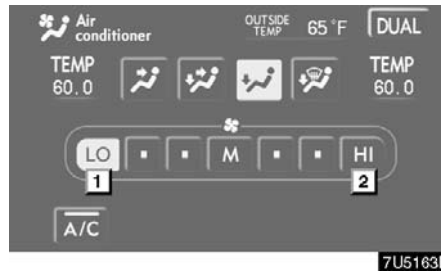 Air
conditioner
OUTSIDE
TEMP 65°F
DUAL
TEMP
60.0
TEMP
60.0
LO M HI
1 2
A/C
7U5163